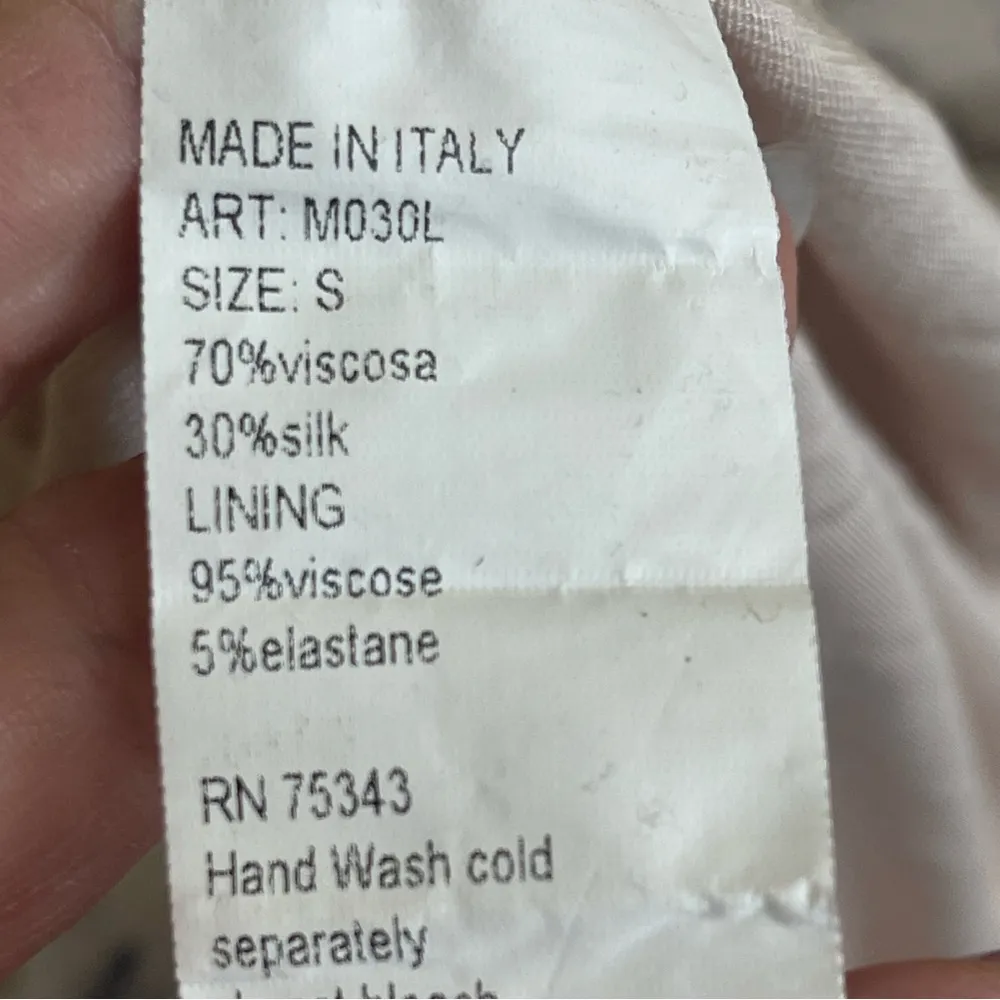 MADE IN ITALY
ART: M030L
SIZE: S
70%viscosa
30%silk
LINING
95%viscose
5%elastane
RN 75343
Hand Wash cold
separately
bleach